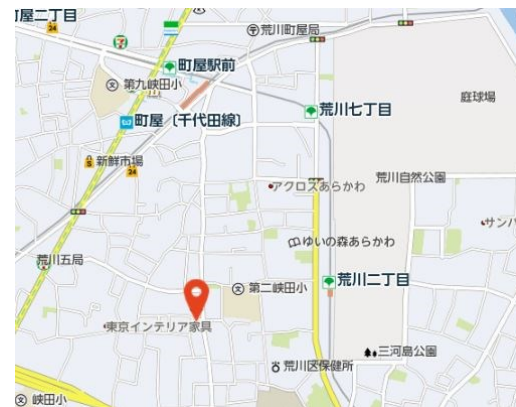 町屋二丁目
24
荒川町屋局
町屋駅前
第九峡田小
荒川七丁目
庭球場
町屋〔千代田線〕
新鮮市場
S
24
荒川自然公園
アクロスあらかわ
サンパ
ゆいの森あらかわ
荒川五局
荒川二丁目
第二峡田小
東京インテリア家具
三河島公園
荒川区保健所
峡田小